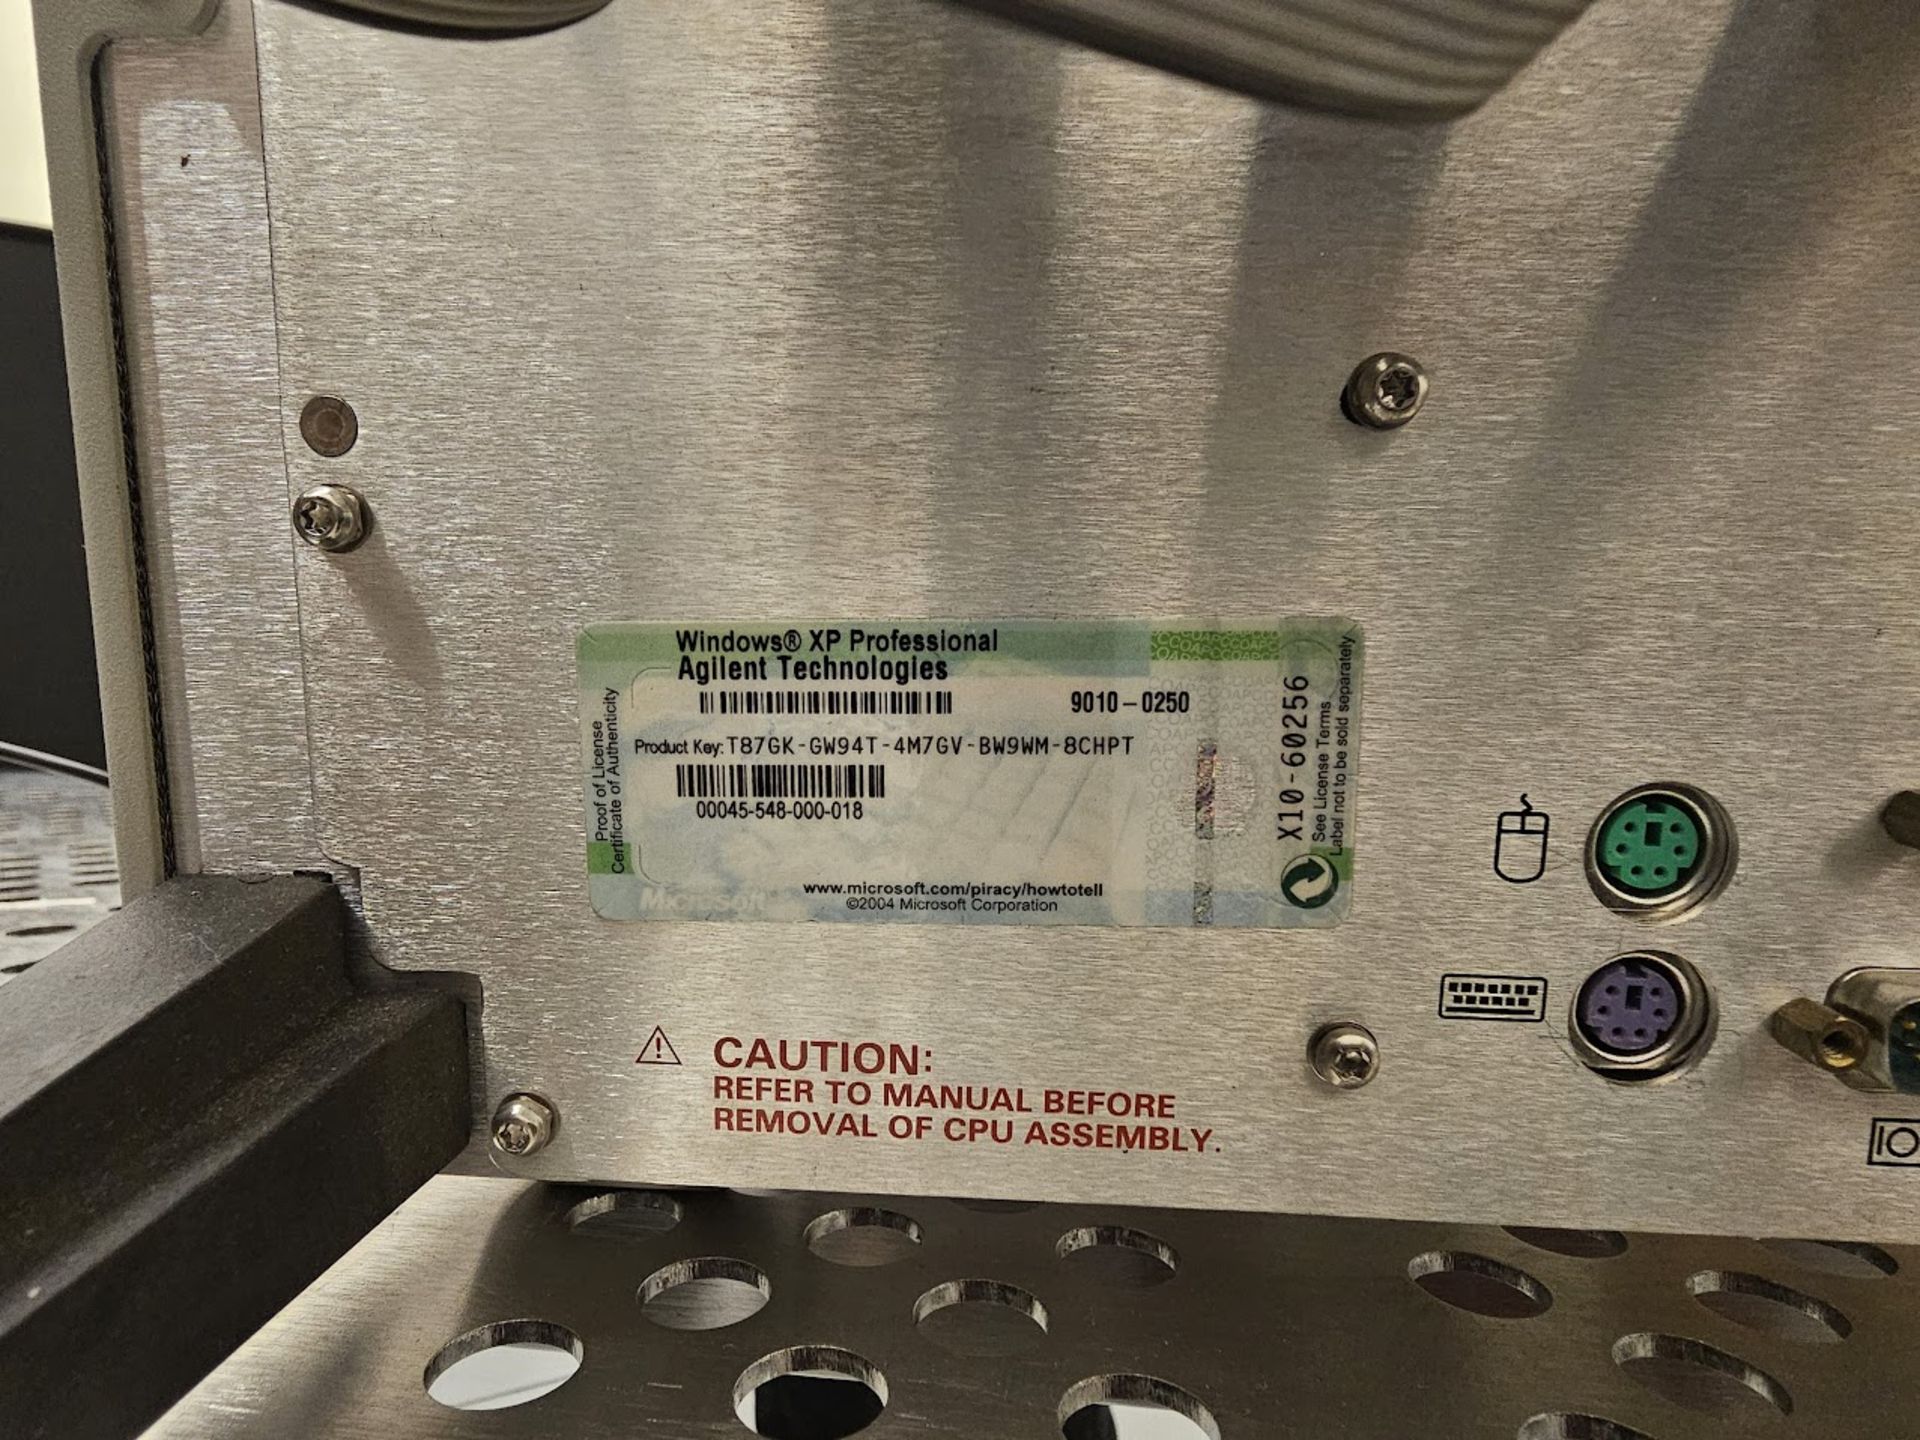 Windows® XP Professional
Agilent Technologies
9010-0250
Product Key: T87GK-GW94T-4M7GV-BW9WM-8CHPT
00045-548-000-018
Proof of License
Certificate of Authenticity
X10-60256
See License Terms
Label not to be sold separately
Microsoft
www.microsoft.com/piracy/howtotell
©2004 Microsoft Corporation
CAUTION:
REFER TO MANUAL BEFORE
REMOVAL OF CPU ASSEMBLY.